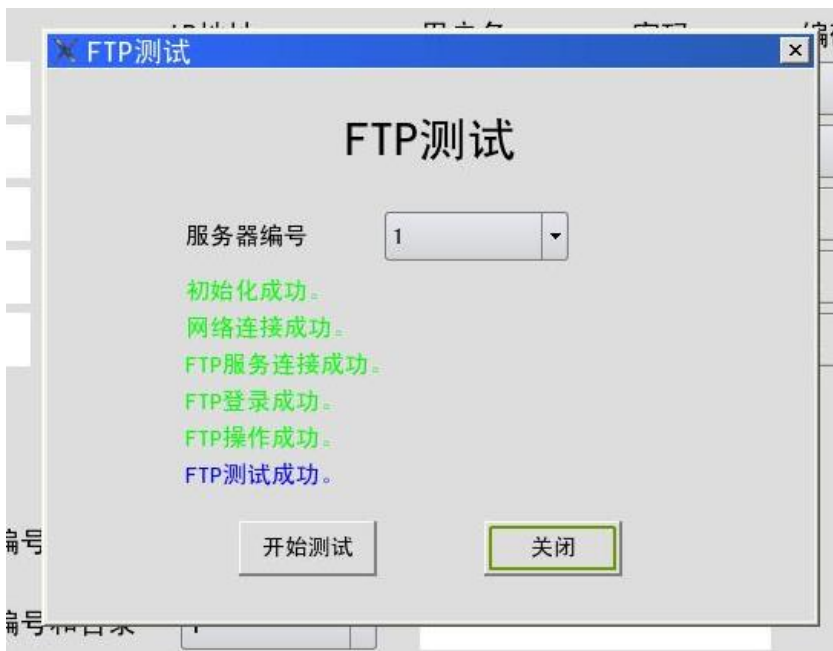 FTP测试
FTP测试
服务器编号
1
初始化成功。
网络连接成功。
FTP服务连接成功。
FTP登录成功。
FTP操作成功。
FTP测试成功。
开始测试
关闭